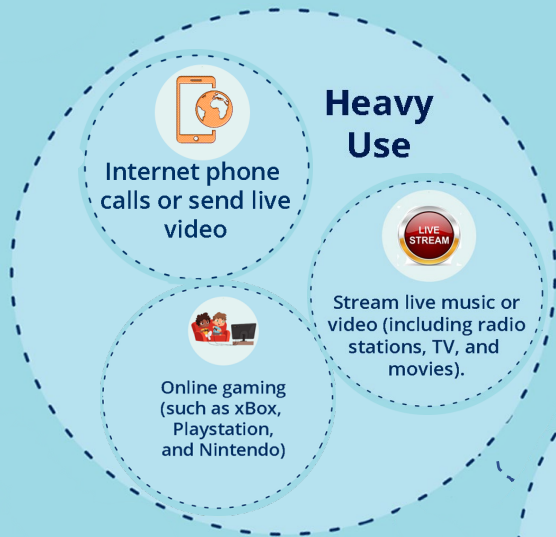 Heavy
Use
Internet phone
calls or send live
video
LIVE
STREAM
Stream live music or
video (including radio
stations, TV, and
movies).
Online gaming
(such as xBox,
Playstation,
and Nintendo)